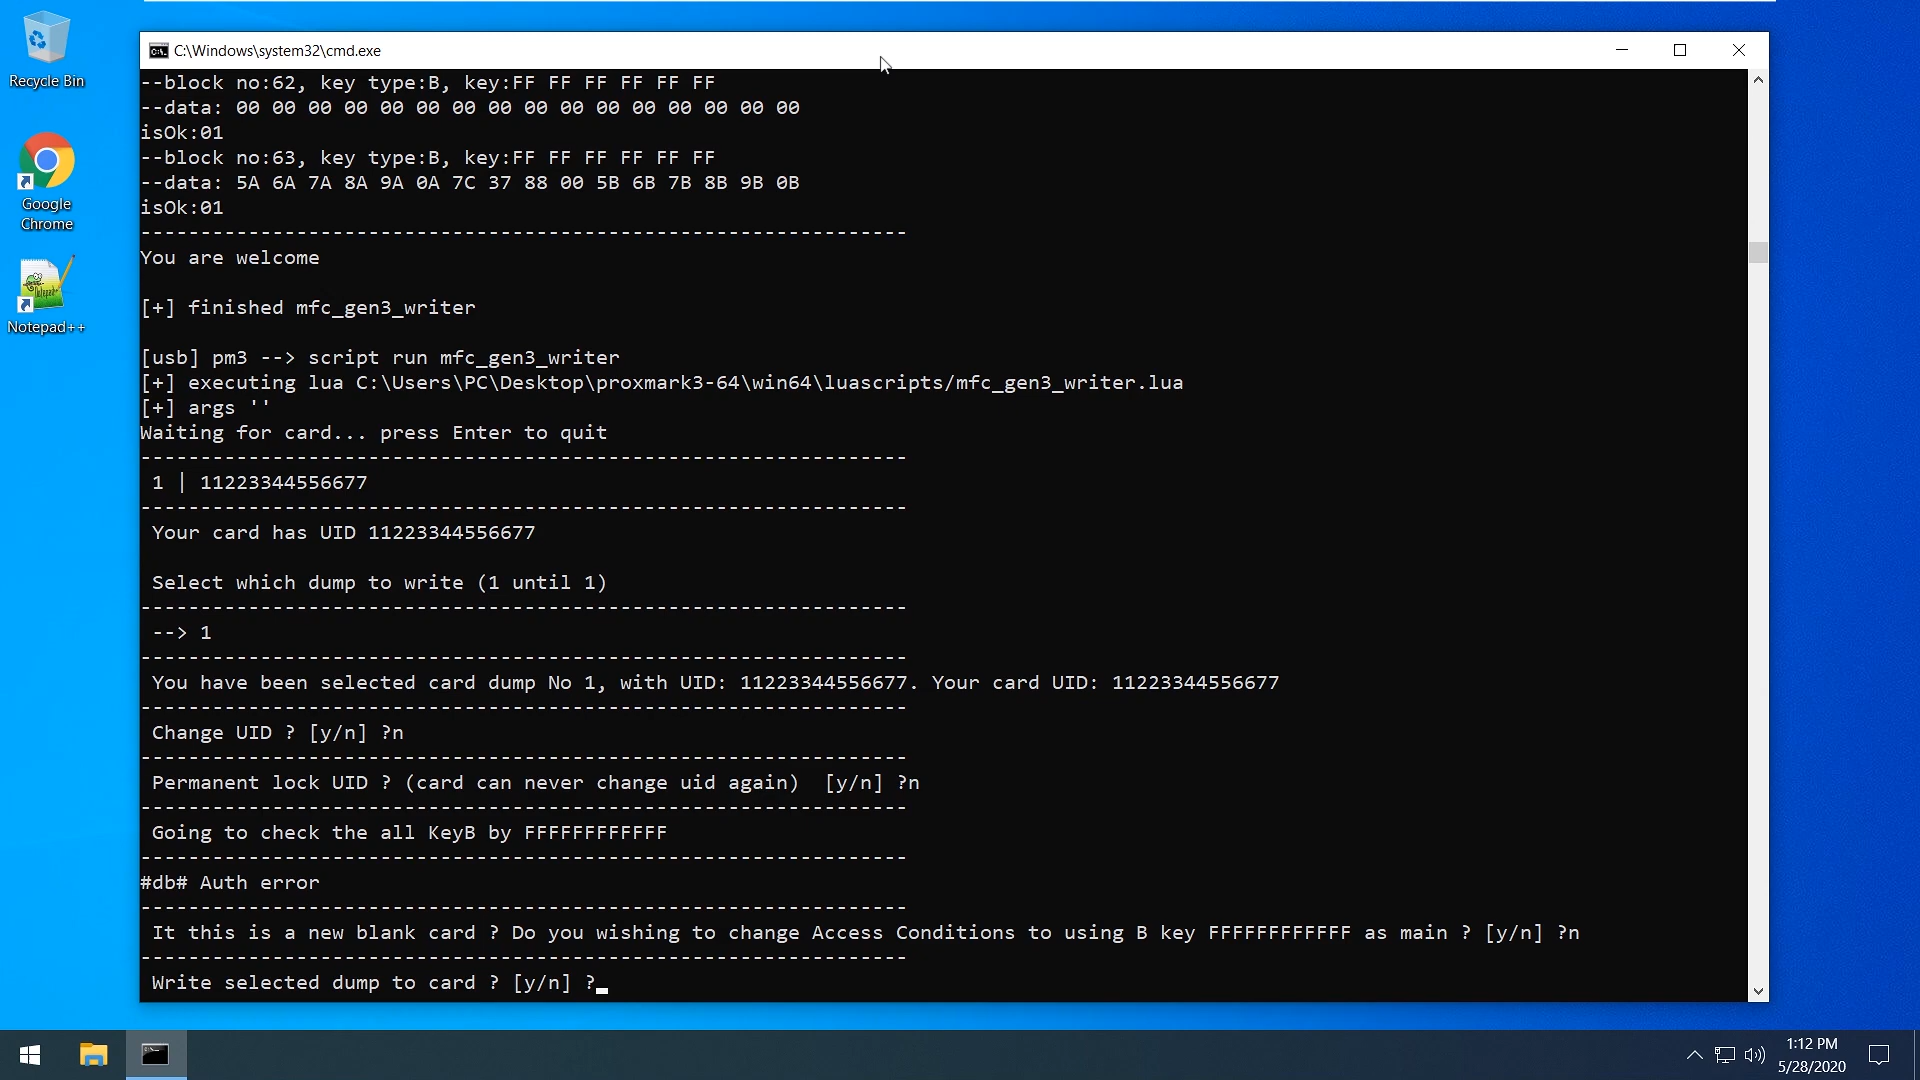 Recycle Bin
Google
Chrome
Notepad++
C:\Windows\system32\cmd.exe
--block no:62, key type:B, key:FF FF FF FF FF FF
--data: 00 00 00 00 00 00 00 00 00 00 00 00 00 00 00 00
isOk:01
--block no:63, key type:B, key:FF FF FF FF FF FF
--data: 5A 6A 7A 8A 9A 0A 7C 37 88 00 5B 6B 7B 8B 9B 0B
isOk:01
----------------------------------------------------------------
You are welcome
[+] finished mfc_gen3_writer
[usb] pm3 --> script run mfc_gen3_writer
[+] executing lua C:\Users\PC\Desktop\proxmark3-64\win64\luascripts/mfc_gen3_writer.lua
[+] args ''
Waiting for card... press Enter to quit
----------------------------------------------------------------
1 | 11223344556677
----------------------------------------------------------------
Your card has UID 11223344556677
Select which dump to write (1 until 1)
----------------------------------------------------------------
--> 1
----------------------------------------------------------------
You have been selected card dump No 1, with UID: 11223344556677. Your card UID: 11223344556677
----------------------------------------------------------------
Change UID ? [y/n] ?n
----------------------------------------------------------------
Permanent lock UID ? (card can never change uid again)  [y/n] ?n
----------------------------------------------------------------
Going to check the all KeyB by FFFFFFFFFFFF
----------------------------------------------------------------
#db# Auth error
----------------------------------------------------------------
It this is a new blank card ? Do you wishing to change Access Conditions to using B key FFFFFFFFFFFF as main ? [y/n] ?n
----------------------------------------------------------------
Write selected dump to card ? [y/n] ?
1:12 PM
5/28/2020